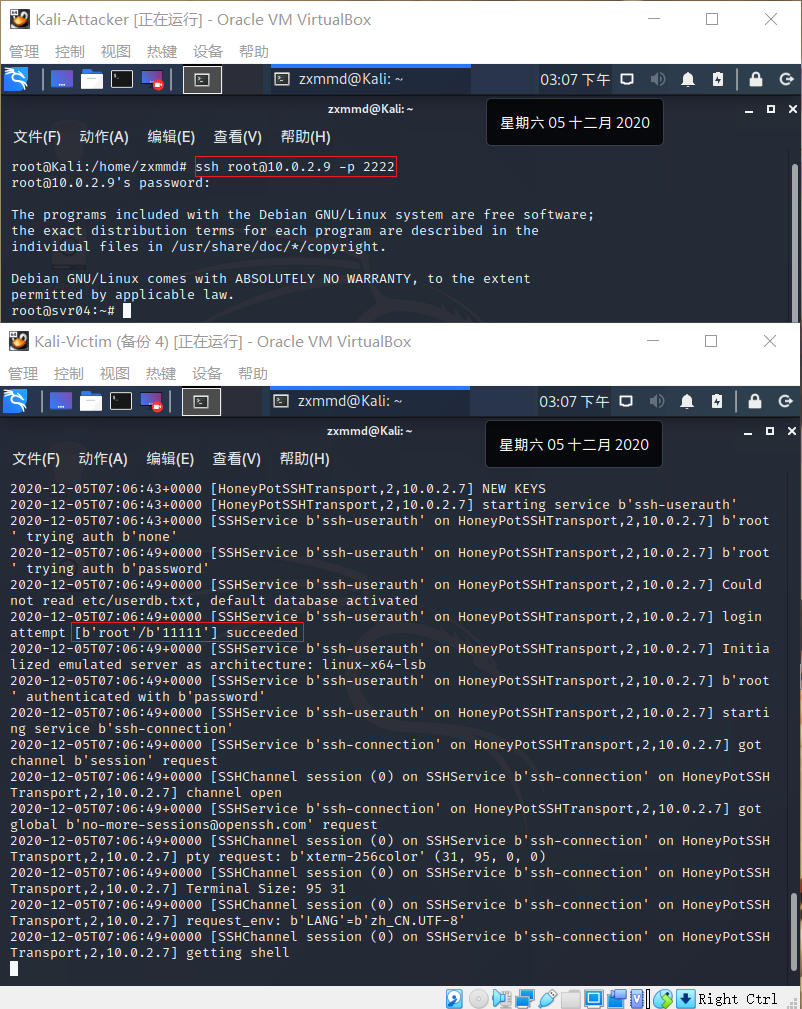 Kali-Attacker [正在运行] - Oracle VM VirtualBox
管理 控制 视图 热键 设备 帮助
zxmmd@Kali: ~ 03:07 下午
zxmmd@Kali: ~
星期六 05 十二月 2020
文件(F) 动作(A) 编辑(E) 查看(V) 帮助(H)
root@Kali:/home/zxmmd# ssh root@10.0.2.9 -p 2222
root@10.0.2.9's password:
The programs included with the Debian GNU/Linux system are free software;
the exact distribution terms for each program are described in the
individual files in /usr/share/doc/*/copyright.
Debian GNU/Linux comes with ABSOLUTELY NO WARRANTY, to the extent
permitted by applicable law.
root@svr04:~#
Kali-Victim (备份 4) [正在运行] - Oracle VM VirtualBox
管理 控制 视图 热键 设备 帮助
zxmmd@Kali: ~ 03:07 下午
zxmmd@Kali: ~
星期六 05 十二月 2020
文件(F) 动作(A) 编辑(E) 查看(V) 帮助(H)
2020-12-05T07:06:43+0000 [HoneyPotSSHTransport,2,10.0.2.7] NEW KEYS
2020-12-05T07:06:43+0000 [HoneyPotSSHTransport,2,10.0.2.7] starting service b'ssh-userauth'
2020-12-05T07:06:43+0000 [SSHService b'ssh-userauth' on HoneyPotSSHTransport,2,10.0.2.7] b'root
' trying auth b'none'
2020-12-05T07:06:49+0000 [SSHService b'ssh-userauth' on HoneyPotSSHTransport,2,10.0.2.7] b'root
' trying auth b'password'
2020-12-05T07:06:49+0000 [SSHService b'ssh-userauth' on HoneyPotSSHTransport,2,10.0.2.7] Could
not read etc/userdb.txt, default database activated
2020-12-05T07:06:49+0000 [SSHService b'ssh-userauth' on HoneyPotSSHTransport,2,10.0.2.7] login
attempt [b'root'/b'11111'] succeeded
2020-12-05T07:06:49+0000 [SSHService b'ssh-userauth' on HoneyPotSSHTransport,2,10.0.2.7] Initia
lized emulated server as architecture: linux-x64-lsb
2020-12-05T07:06:49+0000 [SSHService b'ssh-userauth' on HoneyPotSSHTransport,2,10.0.2.7] b'root
' authenticated with b'password'
2020-12-05T07:06:49+0000 [SSHService b'ssh-userauth' on HoneyPotSSHTransport,2,10.0.2.7] starti
ng service b'ssh-connection'
2020-12-05T07:06:49+0000 [SSHService b'ssh-connection' on HoneyPotSSHTransport,2,10.0.2.7] got
channel b'session' request
2020-12-05T07:06:49+0000 [SSHChannel session (0) on SSHService b'ssh-connection' on HoneyPotSSH
Transport,2,10.0.2.7] channel open
2020-12-05T07:06:49+0000 [SSHService b'ssh-connection' on HoneyPotSSHTransport,2,10.0.2.7] got
global b'no-more-sessions@openssh.com' request
2020-12-05T07:06:49+0000 [SSHChannel session (0) on SSHService b'ssh-connection' on HoneyPotSSH
Transport,2,10.0.2.7] pty request: b'xterm-256color' (31, 95, 0, 0)
2020-12-05T07:06:49+0000 [SSHChannel session (0) on SSHService b'ssh-connection' on HoneyPotSSH
Transport,2,10.0.2.7] Terminal Size: 95 31
2020-12-05T07:06:49+0000 [SSHChannel session (0) on SSHService b'ssh-connection' on HoneyPotSSH
Transport,2,10.0.2.7] request_env: b'LANG'=b'zh_CN.UTF-8'
2020-12-05T07:06:49+0000 [SSHChannel session (0) on SSHService b'ssh-connection' on HoneyPotSSH
Transport,2,10.0.2.7] getting shell
Right Ctrl